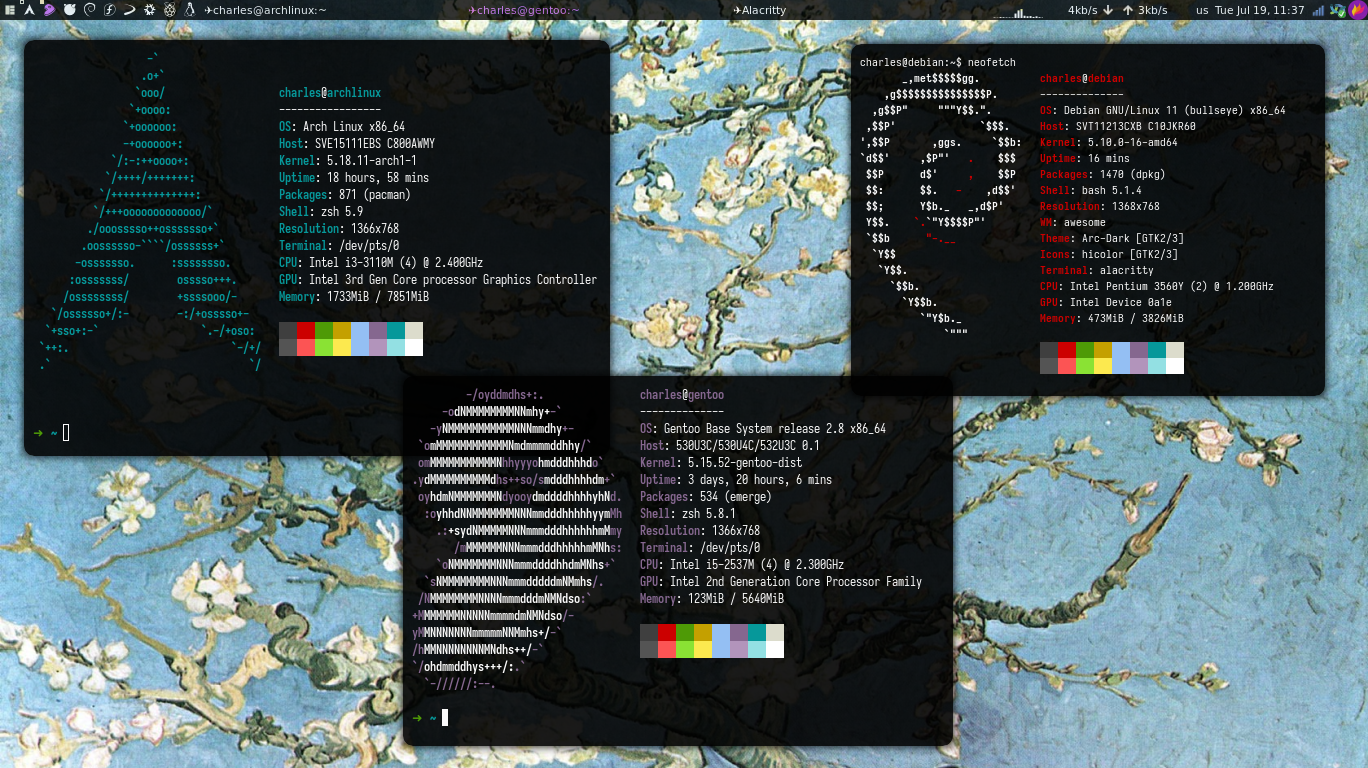 ✈charles@archlinux:~
✈charles@gentoo:~
✈Alacritty
4kb/s ↓ ↑ 3kb/s
us Tue Jul 19, 11:37
charles@archlinux
-----------------
OS: Arch Linux x86_64
Host: SVE15111EBS C800AWMY
Kernel: 5.18.11-arch1-1
Uptime: 18 hours, 58 mins
Packages: 871 (pacman)
Shell: zsh 5.9
Resolution: 1366x768
Terminal: /dev/pts/0
CPU: Intel i3-3110M (4) @ 2.400GHz
GPU: Intel 3rd Gen Core processor Graphics Controller
Memory: 1733MiB / 7851MiB
➜ ~
charles@debian:~$ neofetch
charles@debian
--------------
OS: Debian GNU/Linux 11 (bullseye) x86_64
Host: SVT11213CXB C10JKR60
Kernel: 5.10.0-16-amd64
Uptime: 16 mins
Packages: 1470 (dpkg)
Shell: bash 5.1.4
Resolution: 1368x768
WM: awesome
Theme: Arc-Dark [GTK2/3]
Icons: hicolor [GTK2/3]
Terminal: alacritty
CPU: Intel Pentium 3560Y (2) @ 1.200GHz
GPU: Intel Device 0a1e
Memory: 473MiB / 3826MiB
charles@gentoo
--------------
OS: Gentoo Base System release 2.8 x86_64
Host: 530U3C/530U4C/532U3C 0.1
Kernel: 5.15.52-gentoo-dist
Uptime: 3 days, 20 hours, 6 mins
Packages: 534 (emerge)
Shell: zsh 5.8.1
Resolution: 1366x768
Terminal: /dev/pts/0
CPU: Intel i5-2537M (4) @ 2.300GHz
GPU: Intel 2nd Generation Core Processor Family
Memory: 123MiB / 5640MiB
➜ ~